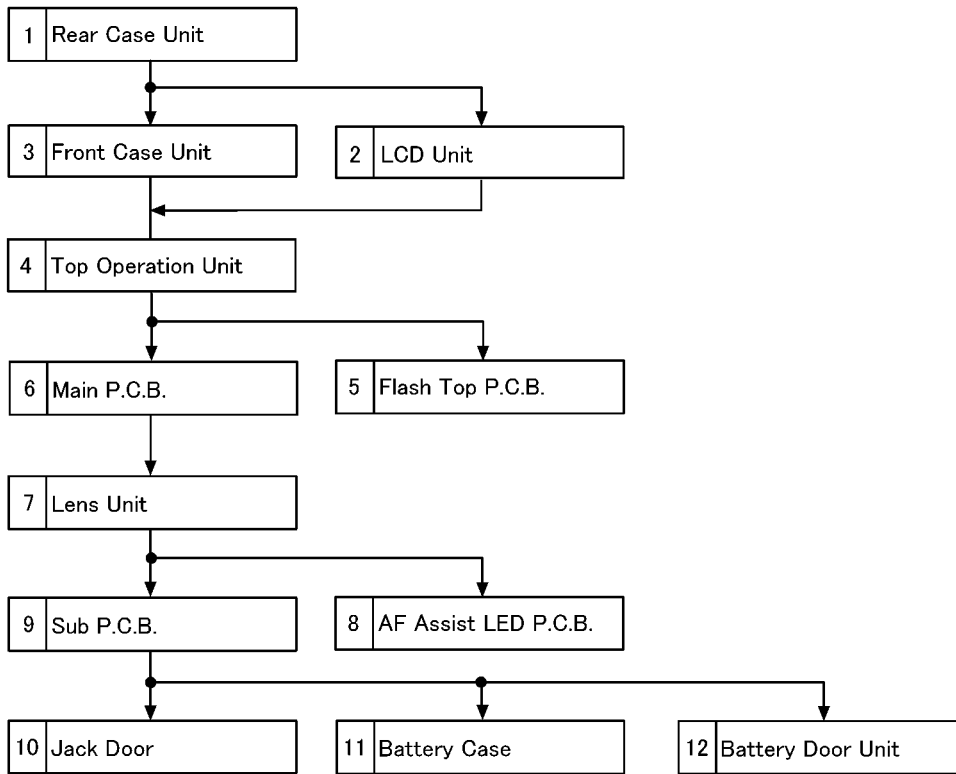 1 Rear Case Unit
3 Front Case Unit
2 LCD Unit
4 Top Operation Unit
6 Main P.C.B.
5 Flash Top P.C.B.
7 Lens Unit
9 Sub P.C.B.
8 AF Assist LED P.C.B.
10 Jack Door
11 Battery Case
12 Battery Door Unit